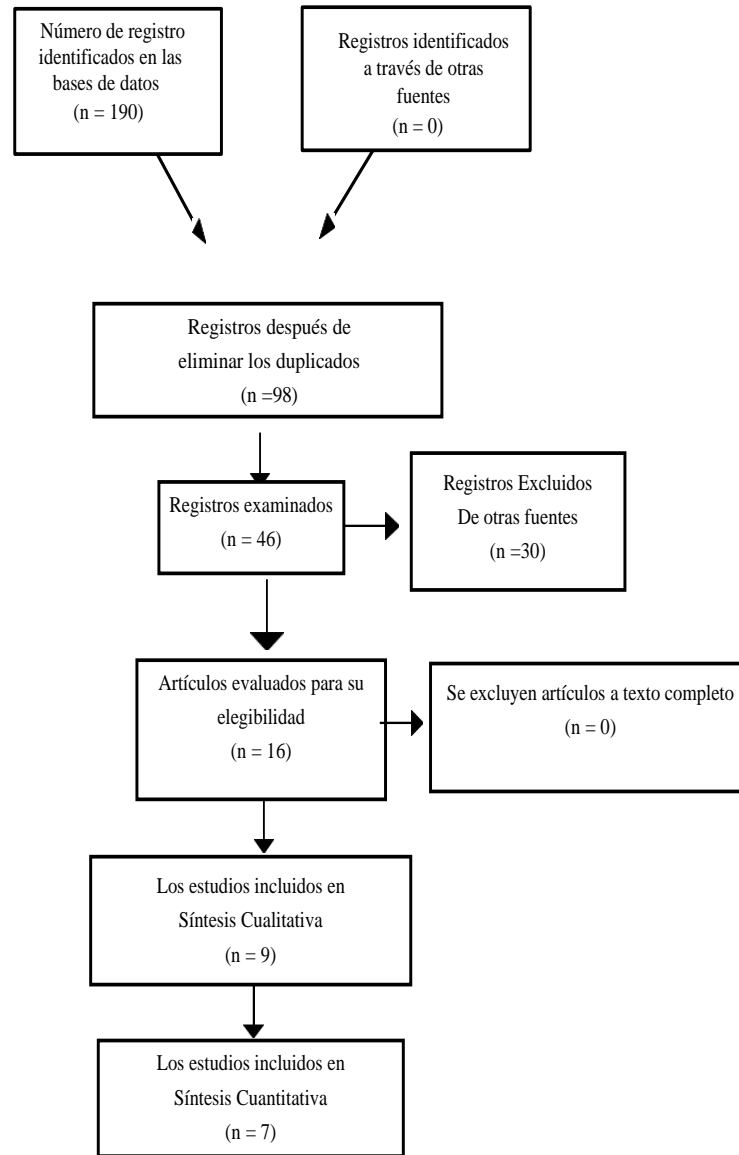 Número de registro
identificados en las
bases de datos
(n = 190)
Registros identificados
a través de otras
fuentes
(n = 0)
Registros después de
eliminar los duplicados
(n =98)
Registros examinados
(n = 46)
Registros Excluidos
De otras fuentes
(n =30)
Artículos evaluados para su
elegibilidad
(n = 16)
Se excluyen artículos a texto completo
(n = 0)
Los estudios incluidos en
Síntesis Cualitativa
(n = 9)
Los estudios incluidos en
Síntesis Cuantitativa
(n = 7)